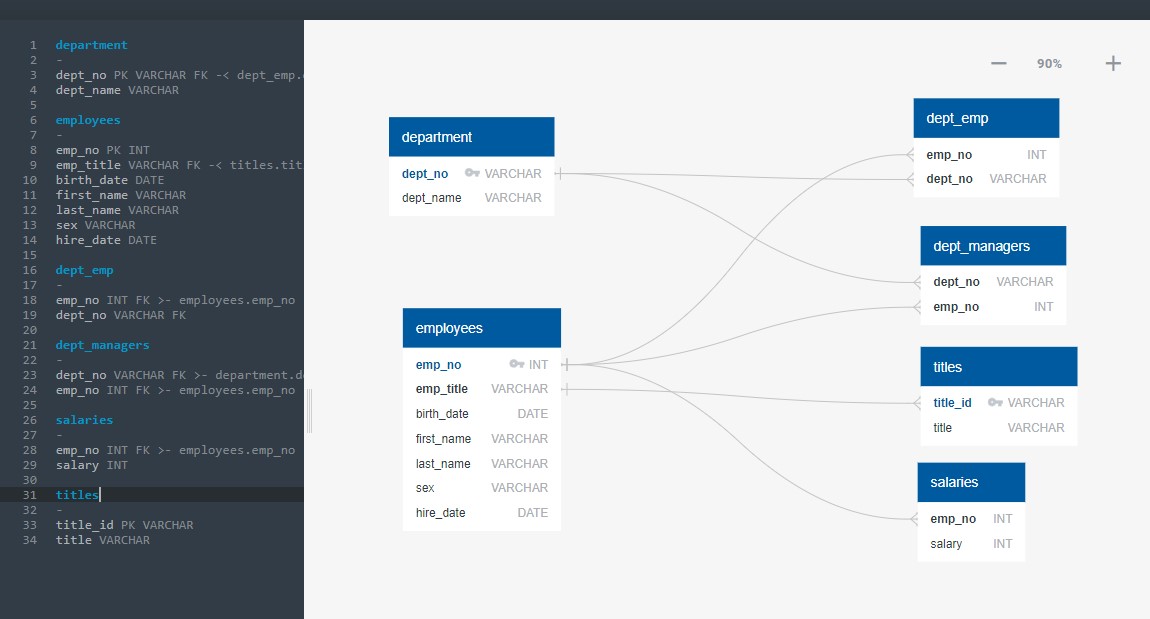 1 department
2 -
3 dept_no PK VARCHAR FK -< dept_emp.
4 dept_name VARCHAR
5
6 employees
7 -
8 emp_no PK INT
9 emp_title VARCHAR FK -< titles.tit
10 birth_date DATE
11 first_name VARCHAR
12 last_name VARCHAR
13 sex VARCHAR
14 hire_date DATE
15
16 dept_emp
17 -
18 emp_no INT FK >- employees.emp_no
19 dept_no VARCHAR FK
20
21 dept_managers
22 -
23 dept_no VARCHAR FK >- department.d
24 emp_no INT FK >- employees.emp_no
25
26 salaries
27 -
28 emp_no INT FK >- employees.emp_no
29 salary INT
30
31 titles
32 -
33 title_id PK VARCHAR
34 title VARCHAR
90%
department
dept_no VARCHAR
dept_name VARCHAR
employees
emp_no INT
emp_title VARCHAR
birth_date DATE
first_name VARCHAR
last_name VARCHAR
sex VARCHAR
hire_date DATE
dept_emp
emp_no INT
dept_no VARCHAR
dept_managers
dept_no VARCHAR
emp_no INT
titles
title_id VARCHAR
title VARCHAR
salaries
emp_no INT
salary INT